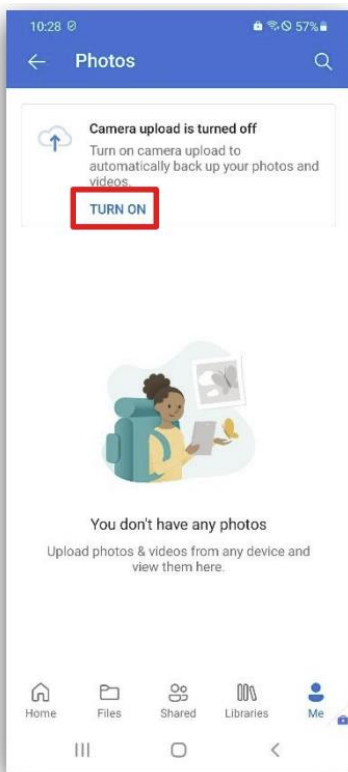 10:28
57%
Photos
Camera upload is turned off
Turn on camera upload to
automatically back up your photos and
videos.
TURN ON
You don't have any photos
Upload photos & videos from any device and
view them here.
Home Files Shared Libraries Me